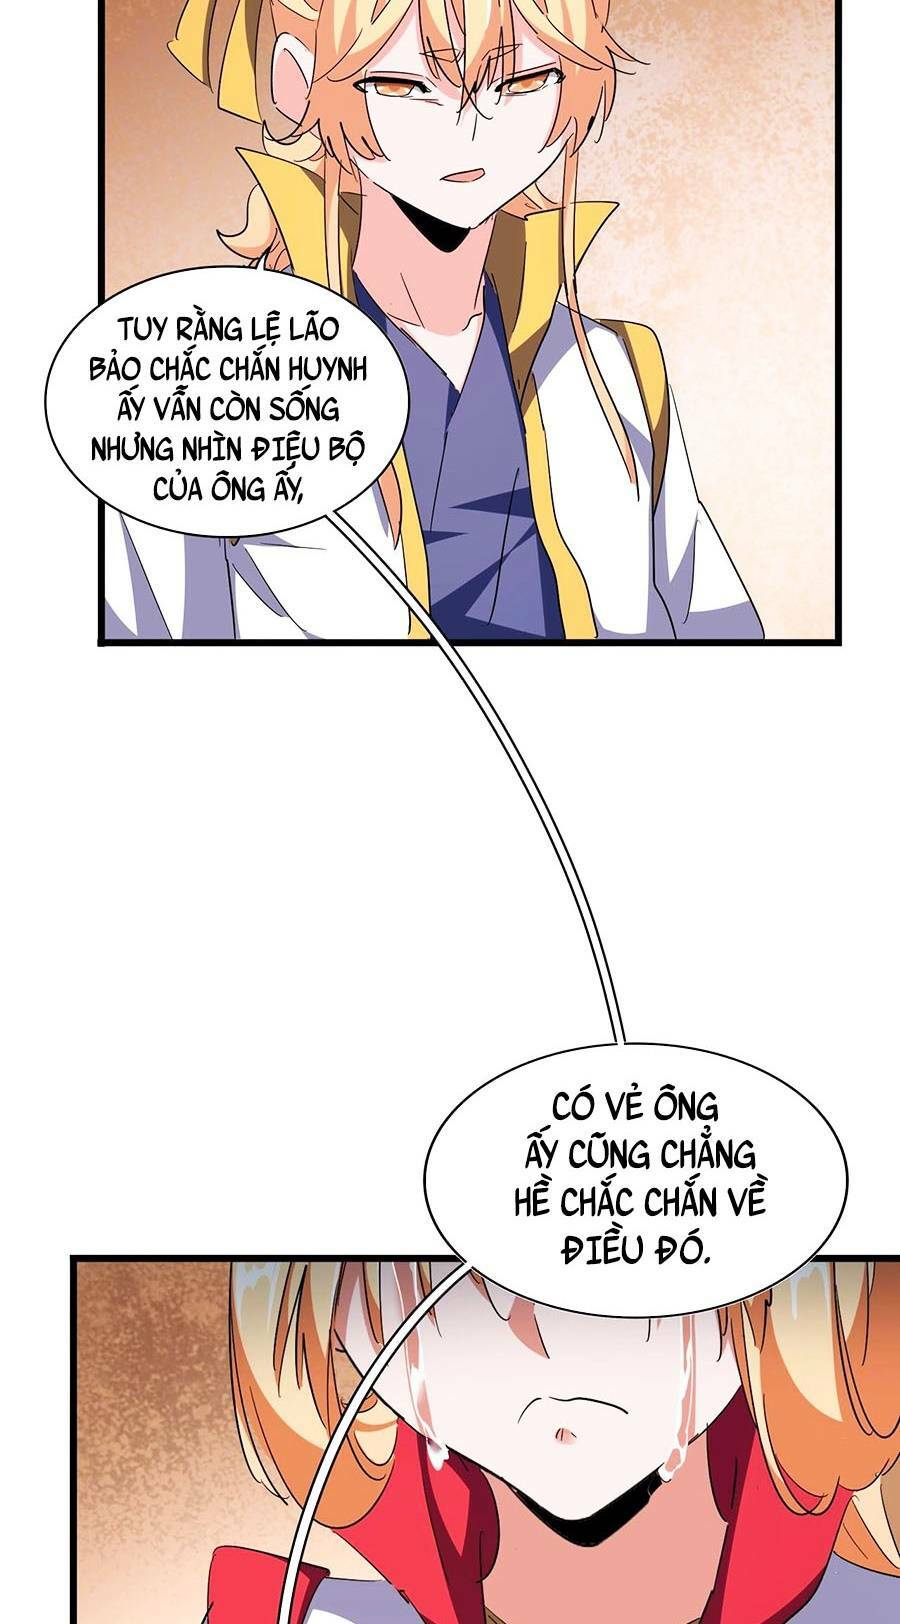 TUY RẰNG LỆ LÃO
BẢO CHẮC CHẮN HUYNH
ẤY VẪN CÒN SỐNG
NHƯNG NHÌN ĐIỆU BỘ
CỦA ÔNG ẤY,
CÓ VẺ ÔNG
ẤY CŨNG CHẲNG
HỀ CHẮC CHẮN VỀ
ĐIỀU ĐÓ.